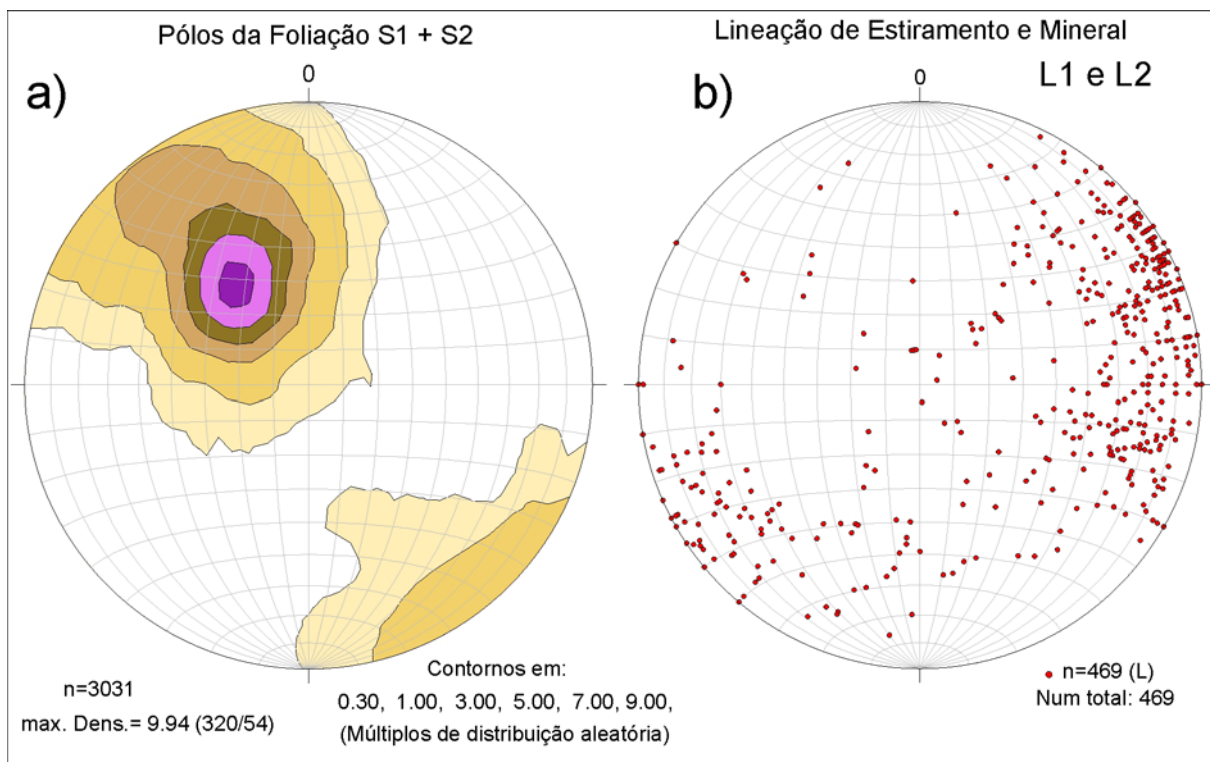 Pólos da Foliação S1 + S2
a)
0
n=3031
max. Dens.= 9.94 (320/54)
Contornos em:
0.30, 1.00, 3.00, 5.00, 7.00, 9.00,
(Múltiplos de distribuição aleatória)
Lineação de Estiramento e Mineral
L1 e L2
b)
0
n=469 (L)
Num total: 469